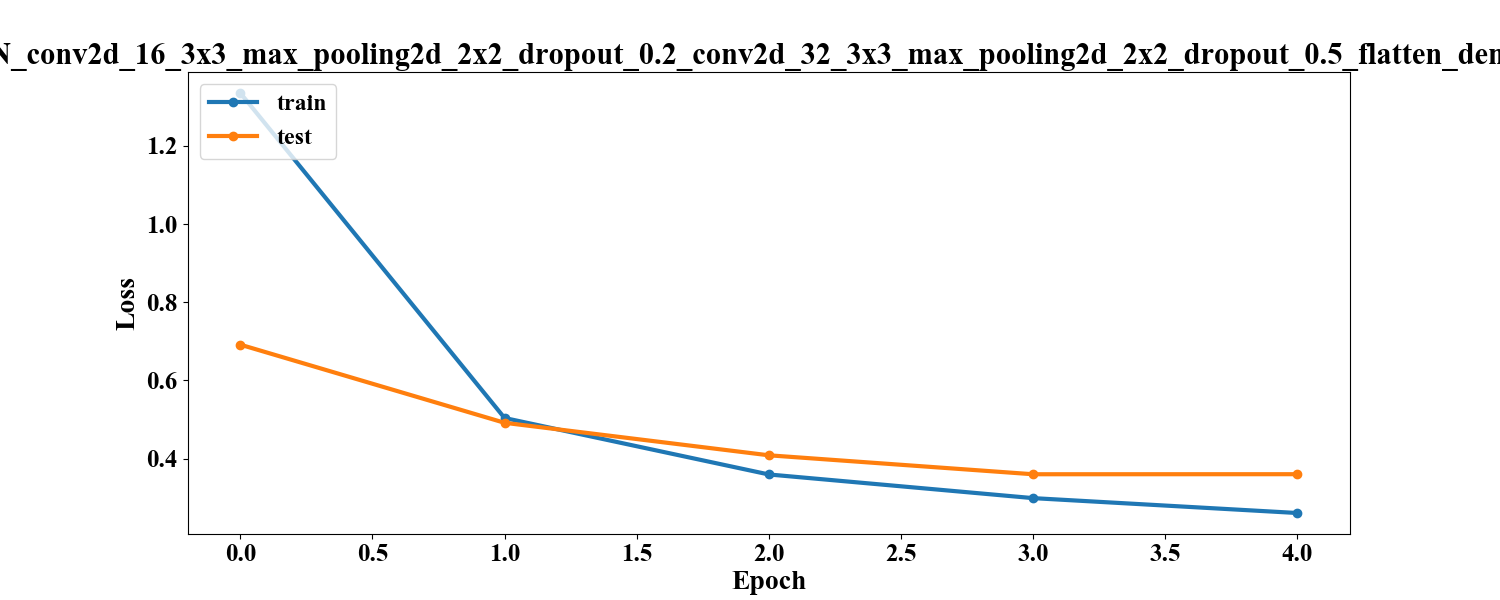 N_conv2d_16_3x3_max_pooling2d_2x2_dropout_0.2_conv2d_32_3x3_max_pooling2d_2x2_dropout_0.5_flatten_den
train
test
1.2
1.0
0.8
0.6
0.4
Loss
0.0 0.5 1.0 1.5 2.0 2.5 3.0 3.5 4.0
Epoch